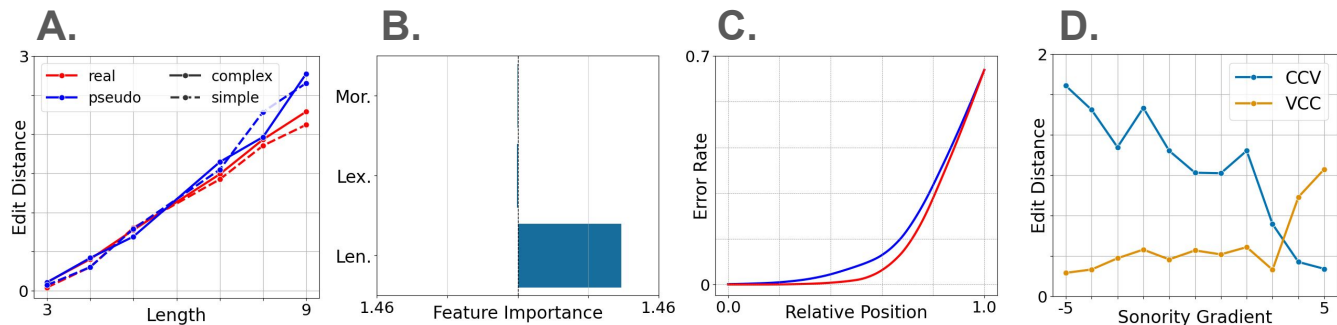 A.
3
real
complex
pseudo
simple
Edit Distance
0
3
9
Length
B.
Mor.
Lex.
Len.
1.46
1.46
Feature Importance
C.
0.7
Error Rate
0
0.0
1.0
Relative Position
D.
2
CCV
VCC
Edit Distance
0
-5
5
Sonority Gradient